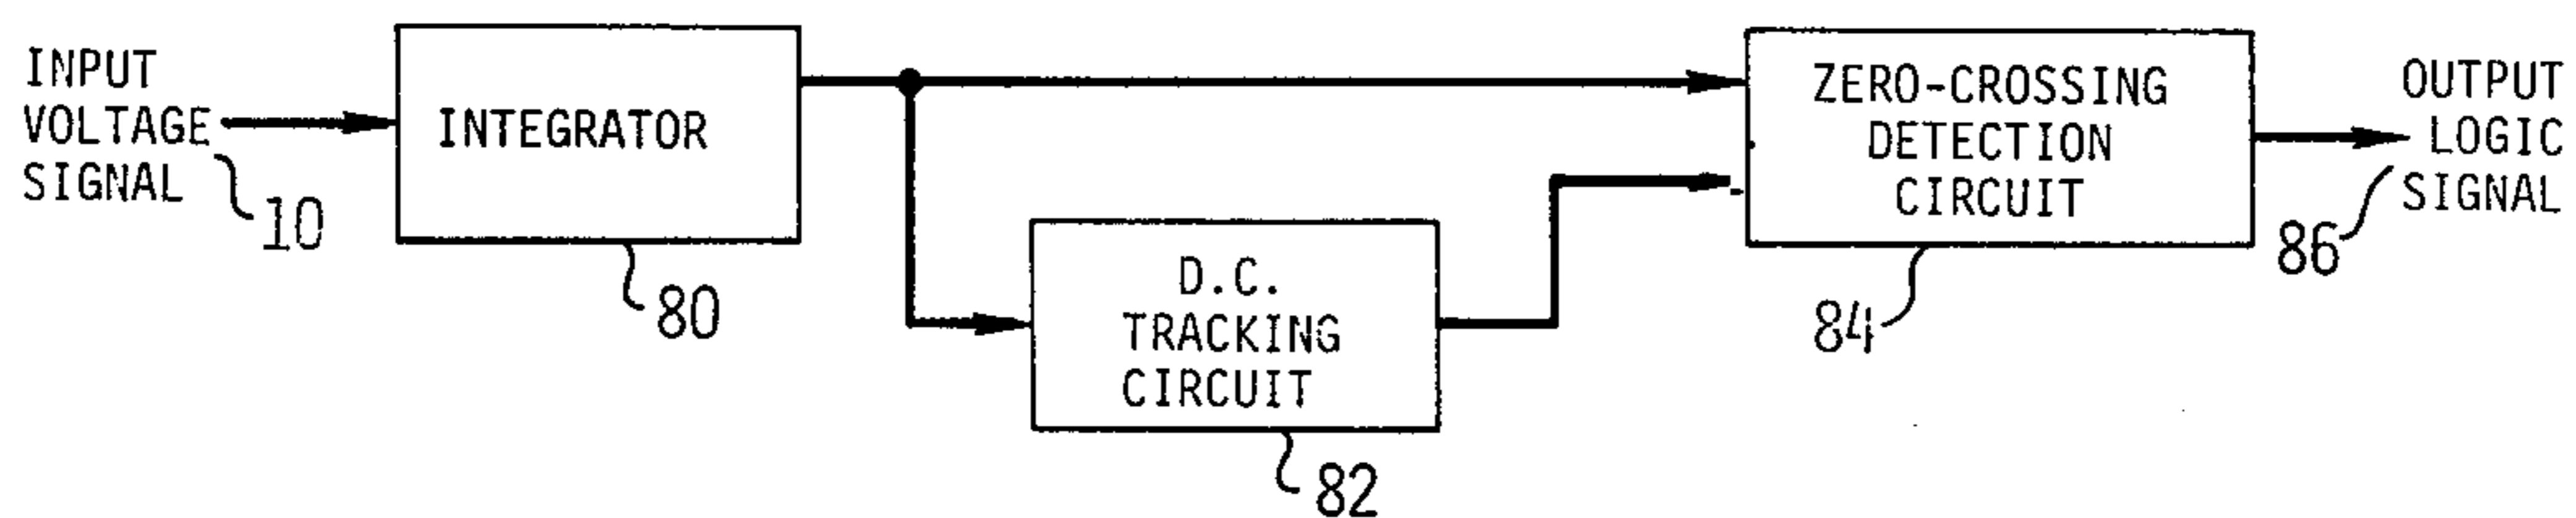 INPUT
VOLTAGE
SIGNAL
10
INTEGRATOR
80
D.C.
TRACKING
CIRCUIT
82
ZERO-CROSSING
DETECTION
CIRCUIT
84
OUTPUT
LOGIC
SIGNAL
86